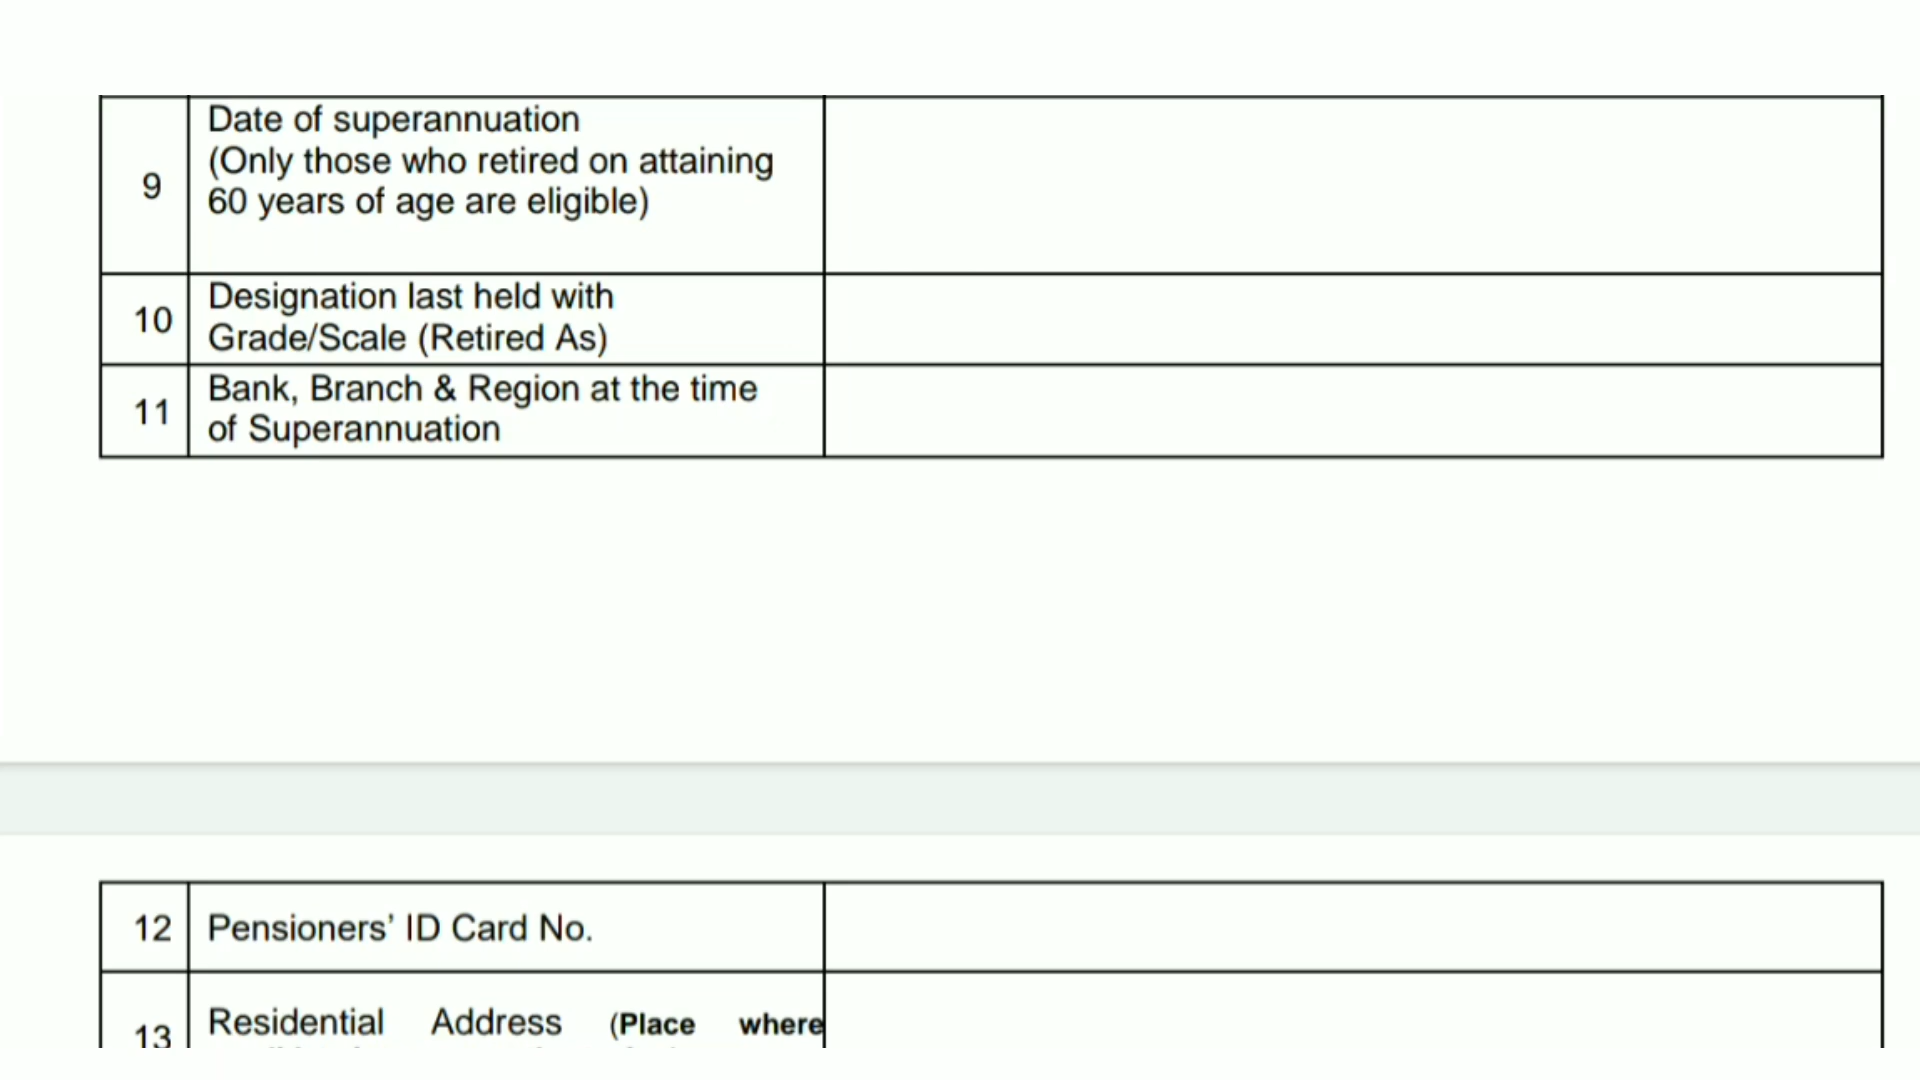 9
Date of superannuation
(Only those who retired on attaining
60 years of age are eligible)
10
Designation last held with
Grade/Scale (Retired As)
11
Bank, Branch & Region at the time
of Superannuation
12
Pensioners’ ID Card No.
13
Residential Address (Place where